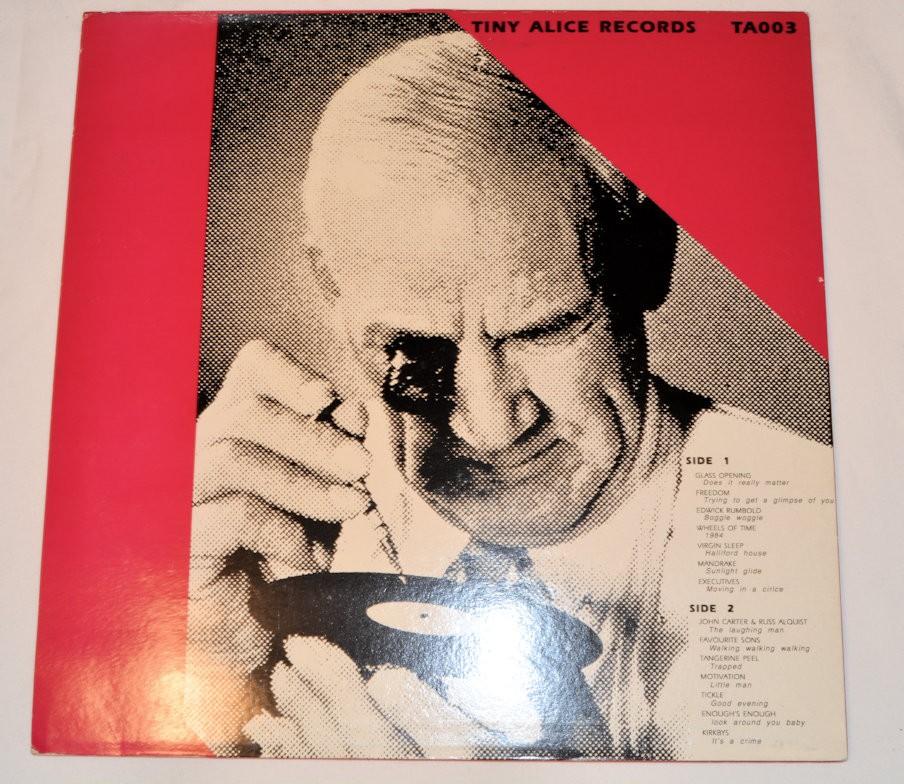 TINY ALICE RECORDS TA003
SIDE 1
GLASS OPENING
Does it really matter
FREEDOM
Trying to get a glimpse of you
EDWICK RUMBOLD
Boggie woggie
WHEELS OF TIME
1984
VIRGIN SLEEP
Halliford house
MANDRAKE
Sunlight glide
EXECUTIVES
Moving in a cirlce
SIDE 2
JOHN CARTER & RUSS ALQUIST
The laughing man
FAVOURITE SONS
Walking walking walking
TANGERINE PEEL
Trapped
MOTIVATION
Little man
TICKLE
Good evening
ENOUGH'S ENOUGH
look around you baby
KIRKBYS
It's a crime